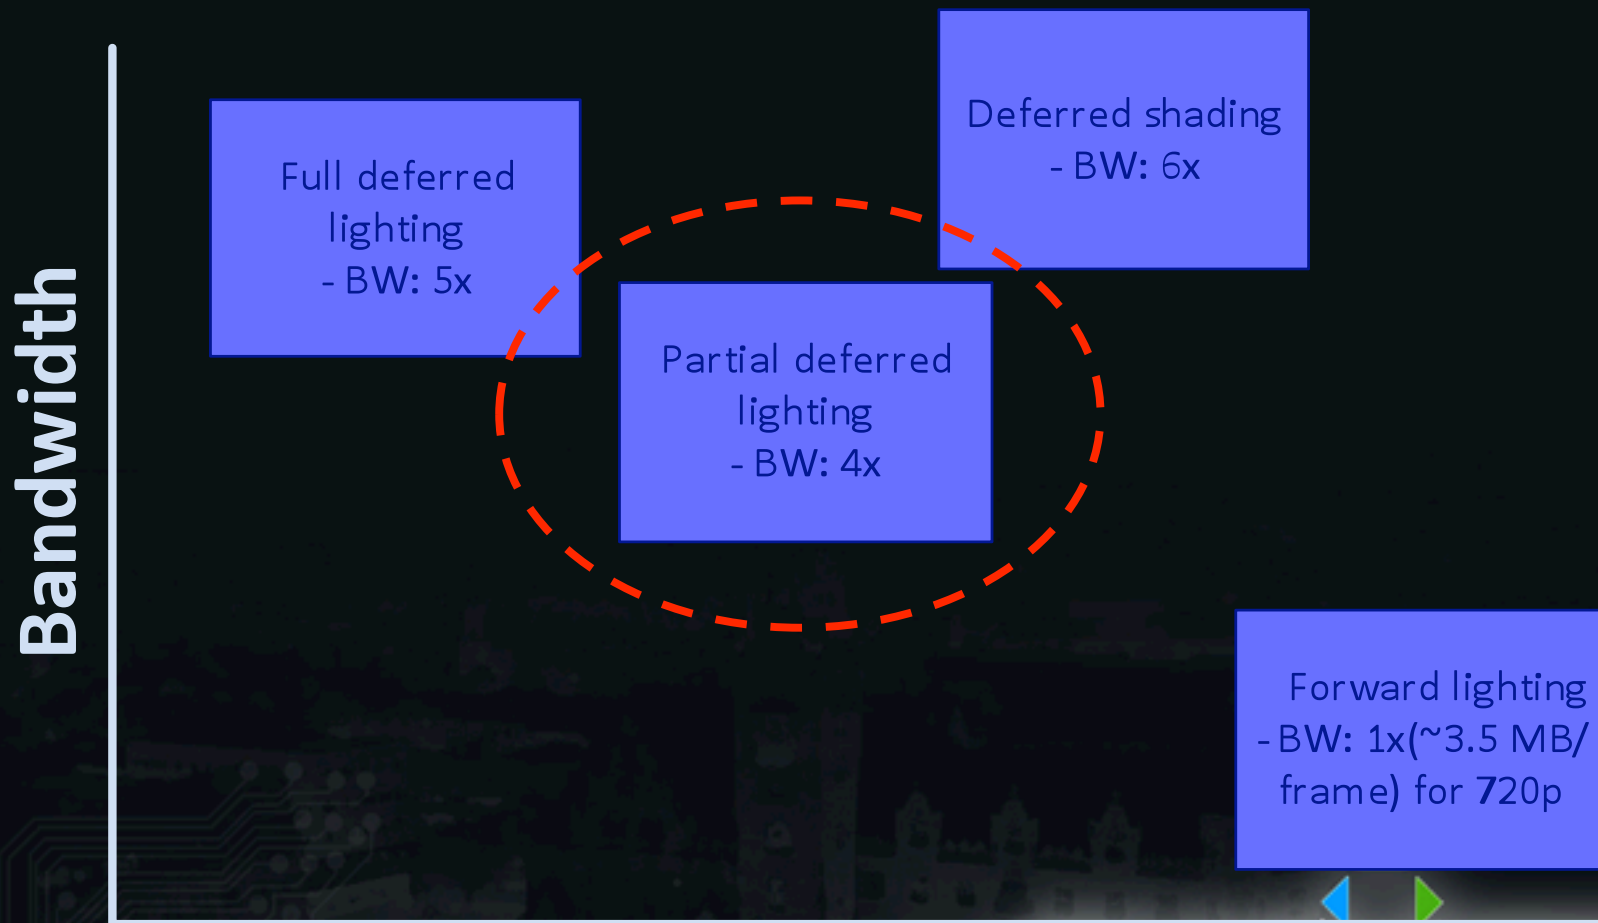 Bandwidth
Full deferred
lighting
- BW: 5x
Deferred shading
- BW: 6x
Partial deferred
lighting
- BW: 4x
Forward lighting
- BW: 1x(~3.5 MB/
frame) for 720p